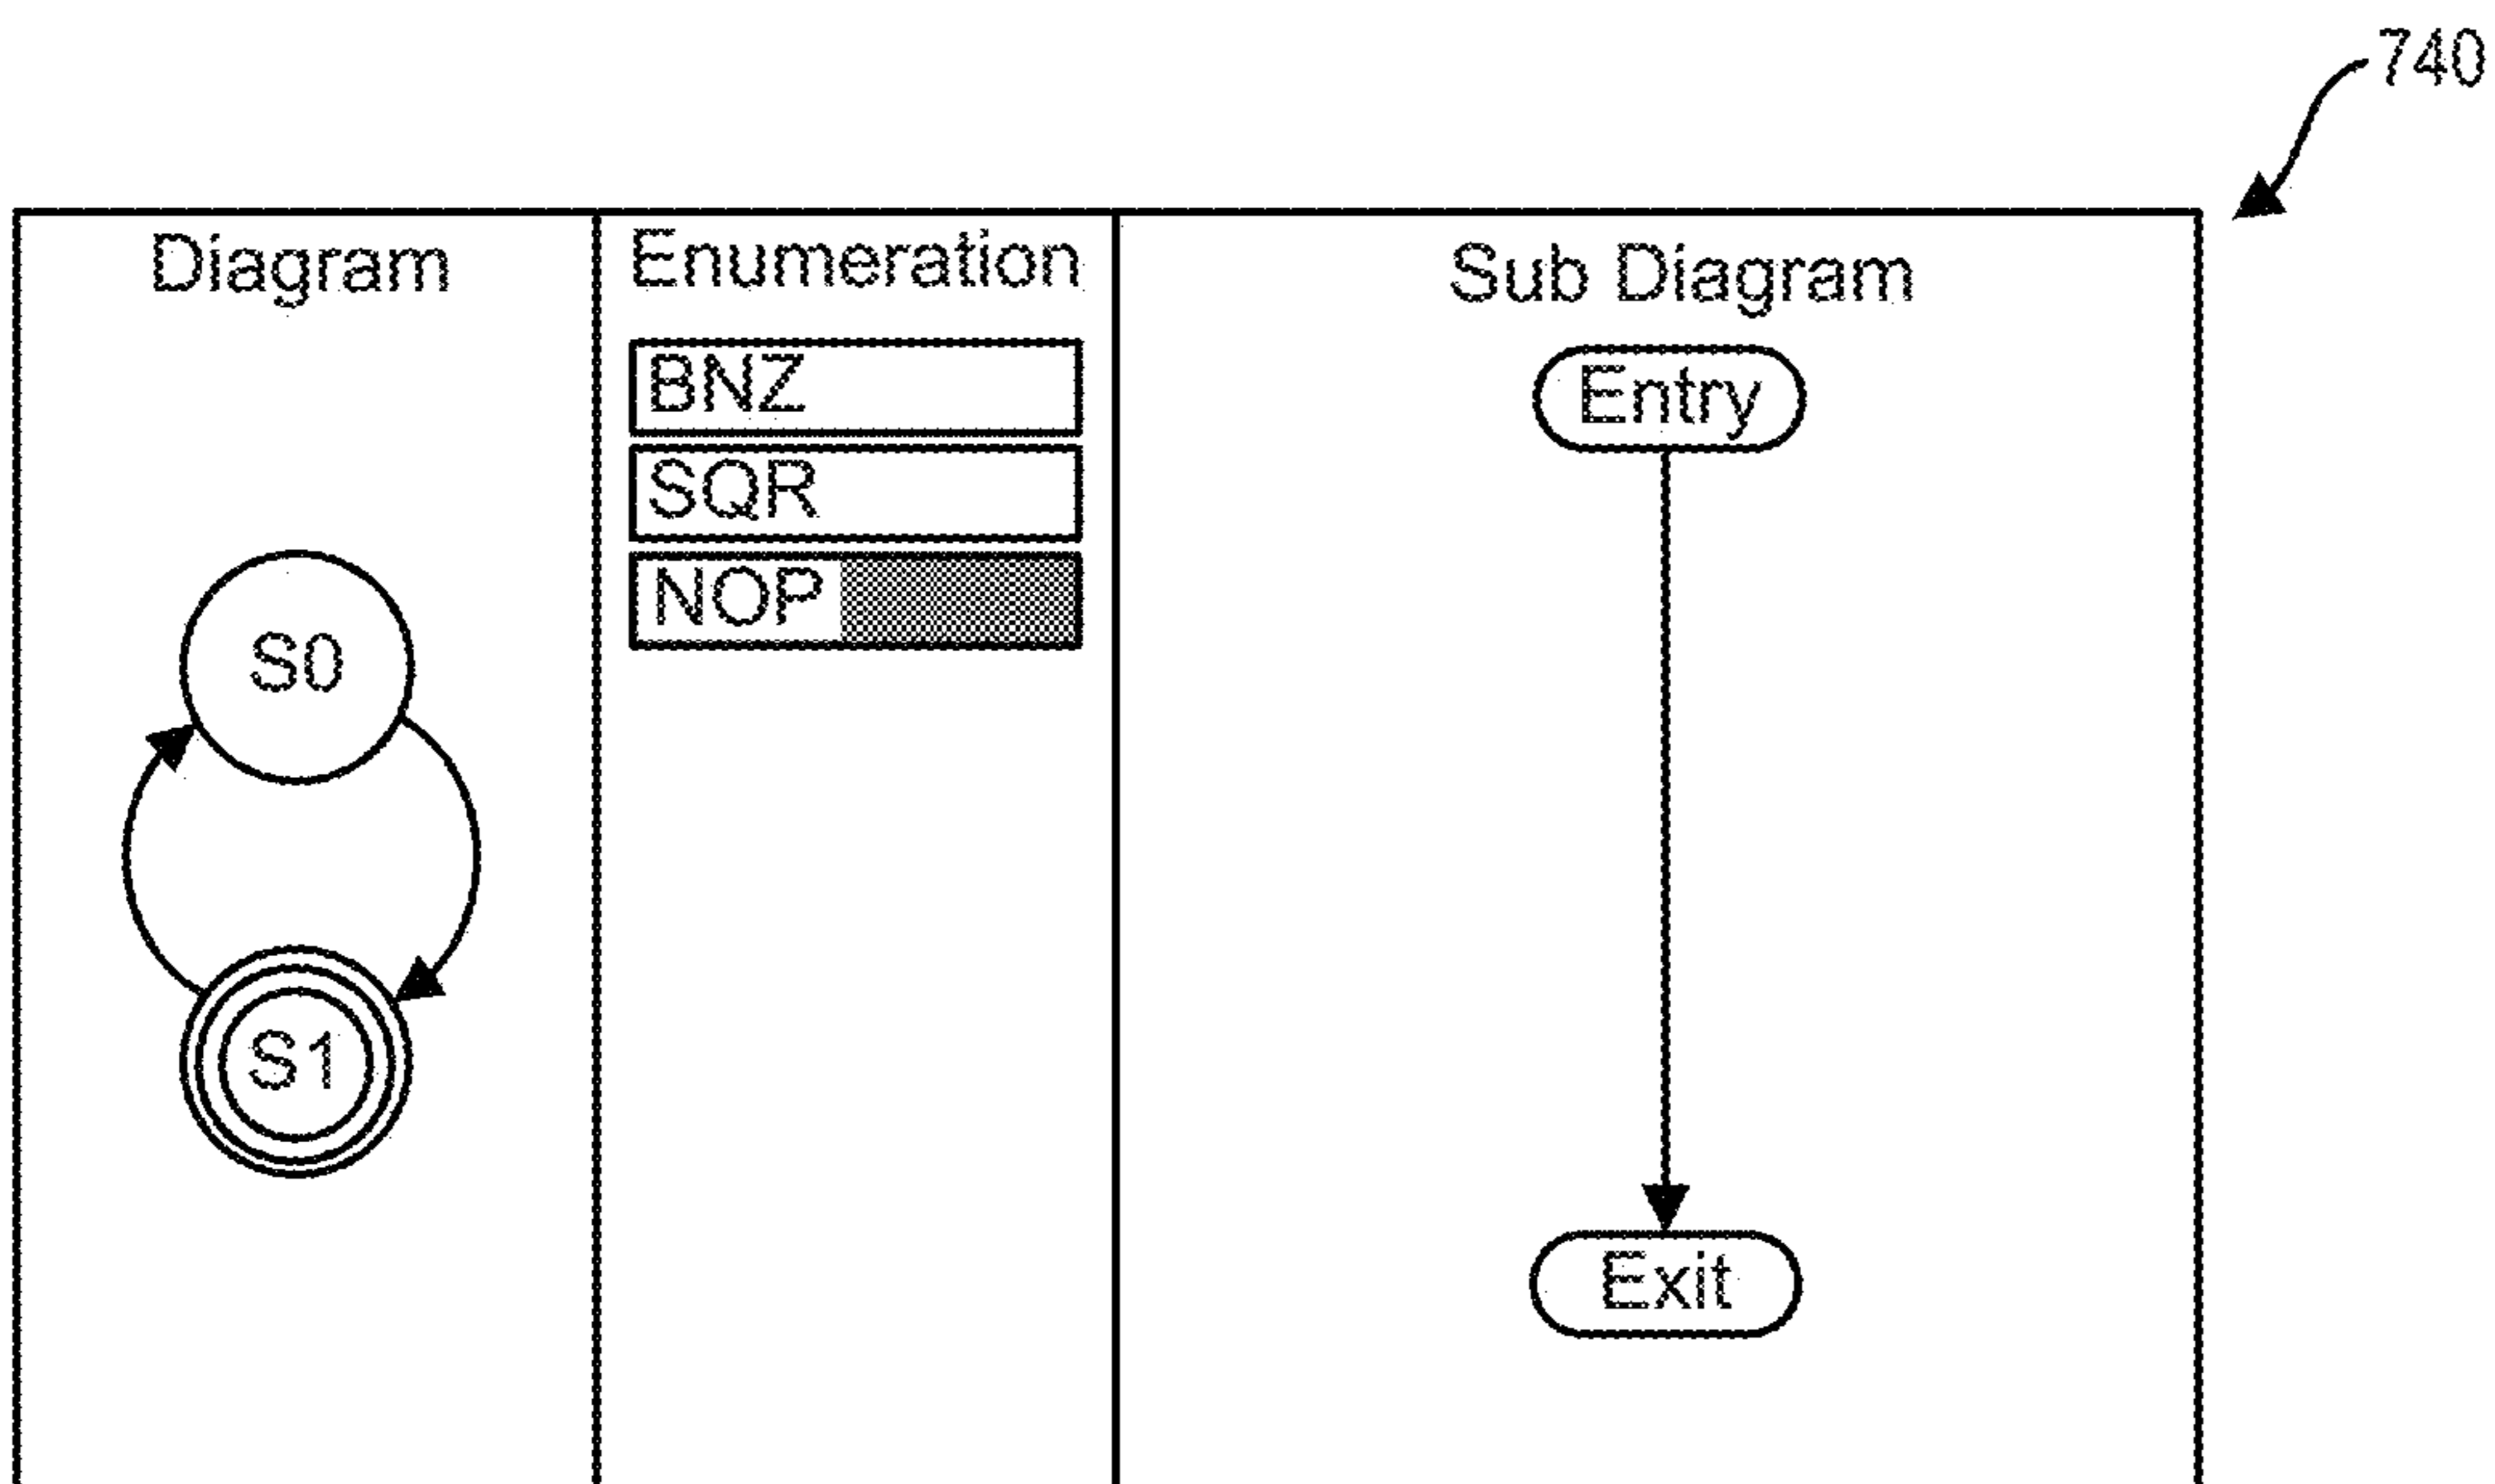 740
Diagram
Enumeration
Sub Diagram
BNZ
SQR
NOP
S0
S1
Entry
Exit